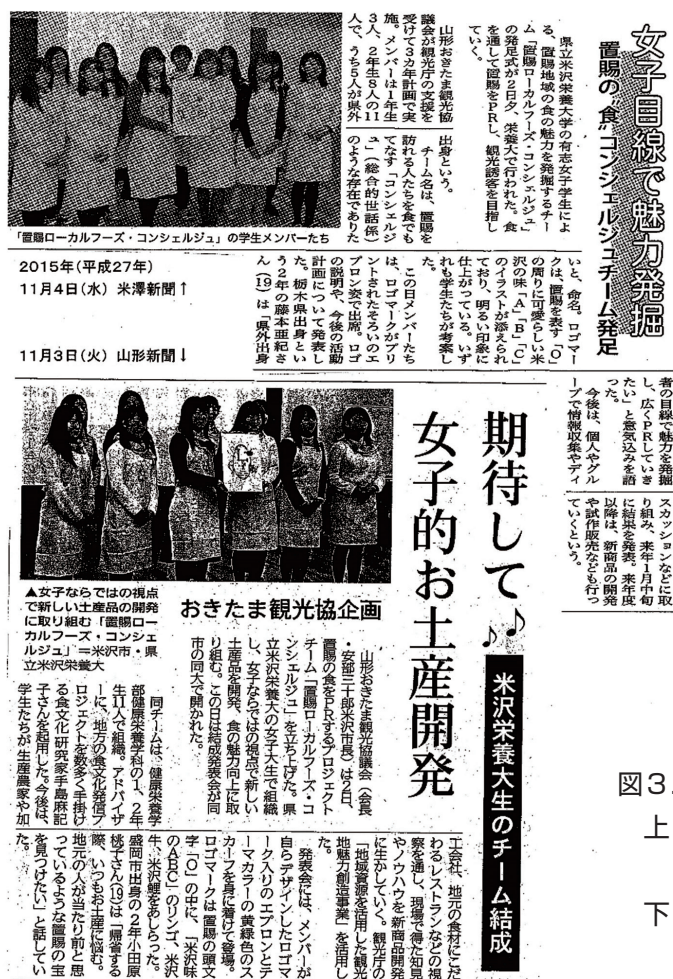 女子目線で魅力発掘
置賜の“食”コンシェルジュチーム発足
県立米沢栄養大学の有志女子学生によ
る、置賜地域の食の魅力を発掘するチー
ム「置賜ローカルフーズ・コンシェルジュ」
の発足式が2日夕、栄養大で行われた。食
を通して置賜をPRし、観光誘客を目指し
ていく。
山形おきたま観光協
議会が観光庁の支援を
受けて3カ年計画で実
施。メンバーは1年生
3人、2年生8人の11
人で、うち5人が県外
出身という。
チーム名は、置賜を
訪れる人たちを食でも
てなす「コンシェルジ
ュ」(総合的世話係)
のような存在でありた
「置賜ローカルフーズ・コンシェルジュ」の学生メンバーたち
いと、命名。ロゴマー
クは、置賜を表す「O」
の周りに可愛らしい米
沢の味「A」「B」「C」
のイラストが添えられ
ており、明るい印象に
仕上がっている。いず
れも学生たちが考案し
た。
この日メンバーたち
は、ロゴマークがプリ
ントされたそろいのエ
プロン姿で出席。ロゴ
の説明や、今後の活動
計画について発表し
た。栃木県出身とい
う2年の藤本亜紀さ
ん(19)は「県外出身
者の目線で魅力を発掘
し、広くPRしていき
たい」と意気込みを語
った。
今後は、個人やグル
ープで情報収集やディ
スカッションなどに取
り組み、来年1月中旬
に結果を発表。来年度
以降は、新商品の開発
や試作販売なども行っ
ていくという。
2015年(平成27年)
11月4日(水) 米澤新聞↑
11月3日(火) 山形新聞↓
期待して♪
女子的お土産開発
米沢栄養大生のチーム結成
おきたま観光協企画
▲女子ならではの視点
で新しい土産品の開発
に取り組む「置賜ロー
カルフーズ・コンシェ
ルジュ」=米沢市・県
立米沢栄養大
山形おきたま観光協議会(会長
・安部三十郎米沢市長)は2日、
置賜の食をPRするプロジェクト
チーム「置賜ローカルフーズ・コ
ンシェルジュ」を立ち上げた。県
立米沢栄養大の女子大生で組織
し、女子ならではの視点で新しい
土産品を開発、食の魅力向上に取
り組む。この日は結成発表会が同
市の同大で開かれた。
同チームは、健康栄養学
部健康栄養学科の1、2年
生11人で組織。アドバイザ
ーに、地方の食文化発信プ
ロジェクトを数多く手掛け
る食文化研究家手島麻記
子さんを起用した。今後は、
学生たちが生産農家や加
工会社、地元の食材にこだ
わるレストランなどの視
察を通し、現場で得た知見
やノウハウを新商品開発
に生かしていく。観光庁の
「地域資源を活用した観光
地魅力創造事業」を活用し
た。
発表会には、メンバーが
自らデザインしたロゴマ
ーク入りのエプロンとテ
ーマカラーの黄緑色のス
カーフを身に着けて登場。
ロゴマークは置賜の頭文
字「O」の中に、「米沢味
のABC」のリンゴ、米沢
牛、米沢鯉をあしらった。
盛岡市出身の2年小田原
桃子さん(19)は「帰省する
際、いつもお土産に悩む。
地元の人が当たり前と思
っているような置賜の宝
を見つけたい」と話してい
た。
図3.
上
下